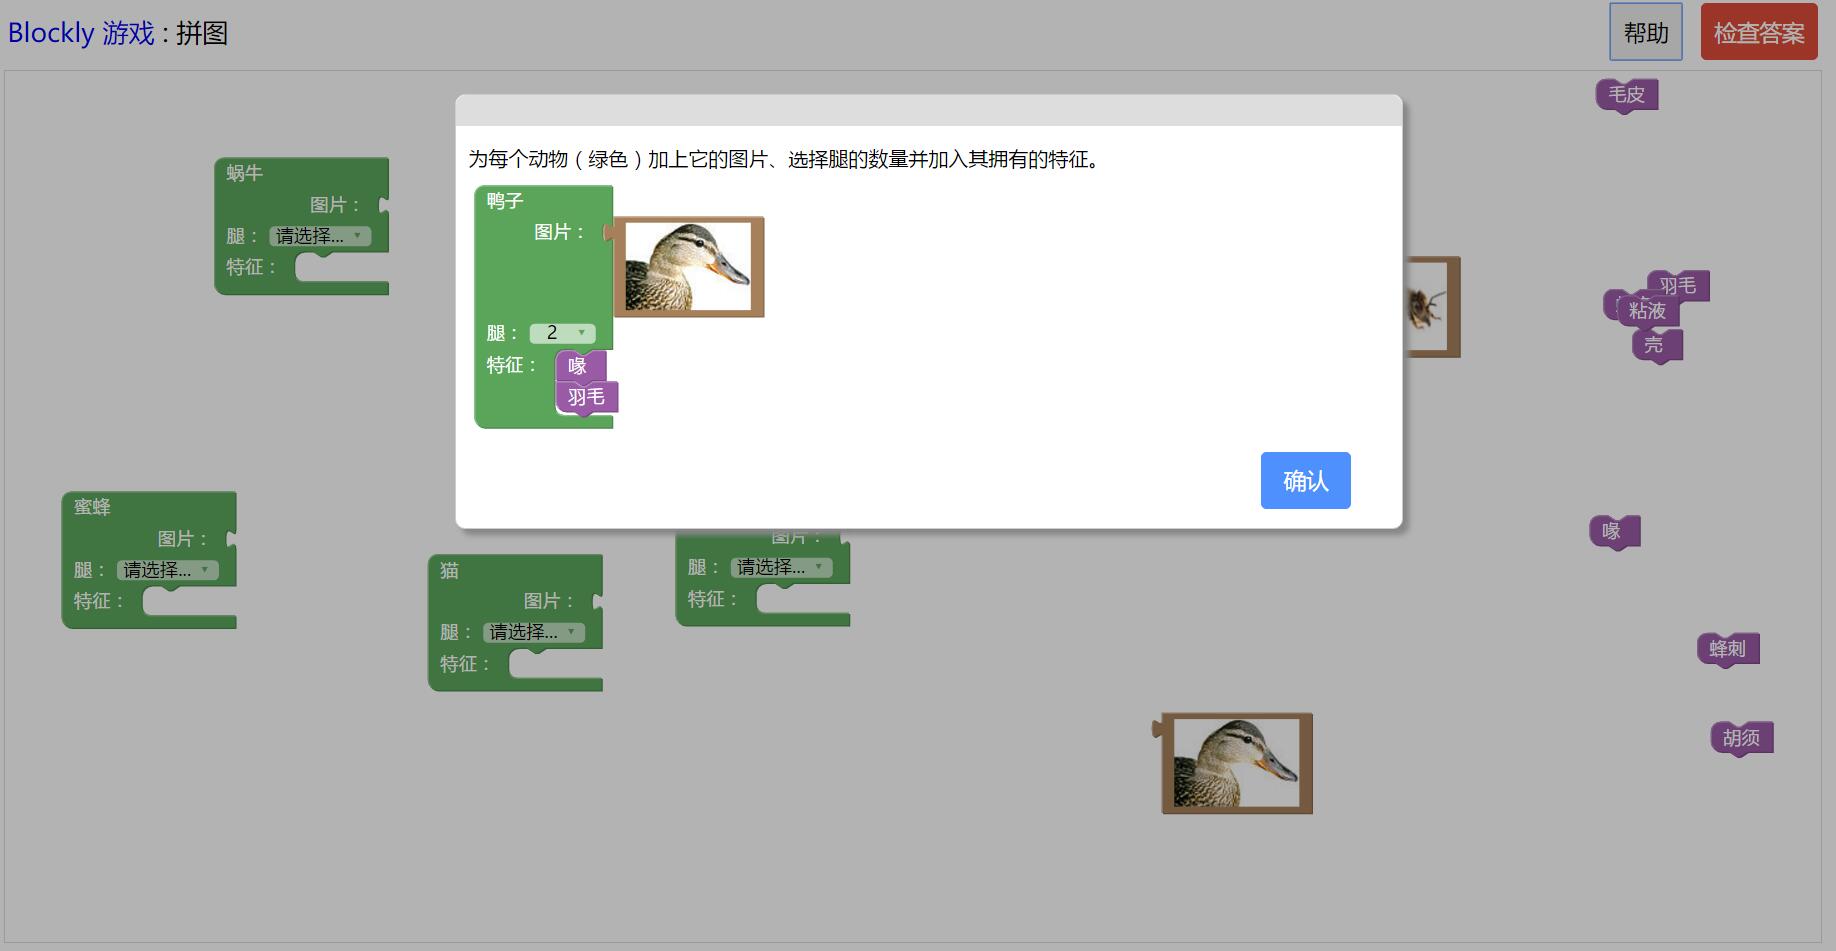 Blockly 游戏 : 拼图
帮助
检查答案
为每个动物（绿色）加上它的图片、选择腿的数量并加入其拥有的特征。
鸭子
图片：
腿： 2
特征： 喙
羽毛
确认
蜗牛
图片：
腿： 请选择...
特征：
蜜蜂
图片：
腿： 请选择...
特征：
猫
图片：
腿： 请选择...
特征：
图片：
腿： 请选择...
特征：
毛皮
羽毛
粘液
壳
喙
蜂刺
胡须